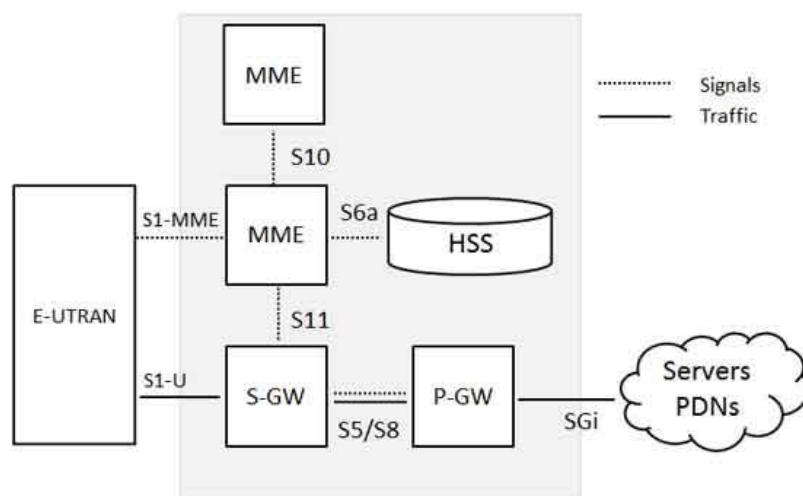 MME
Signals
Traffic
S10
S1-MME
MME
S6a
HSS
E-UTRAN
S11
S1-U
S-GW
S5/S8
P-GW
SGi
Servers
PDNs